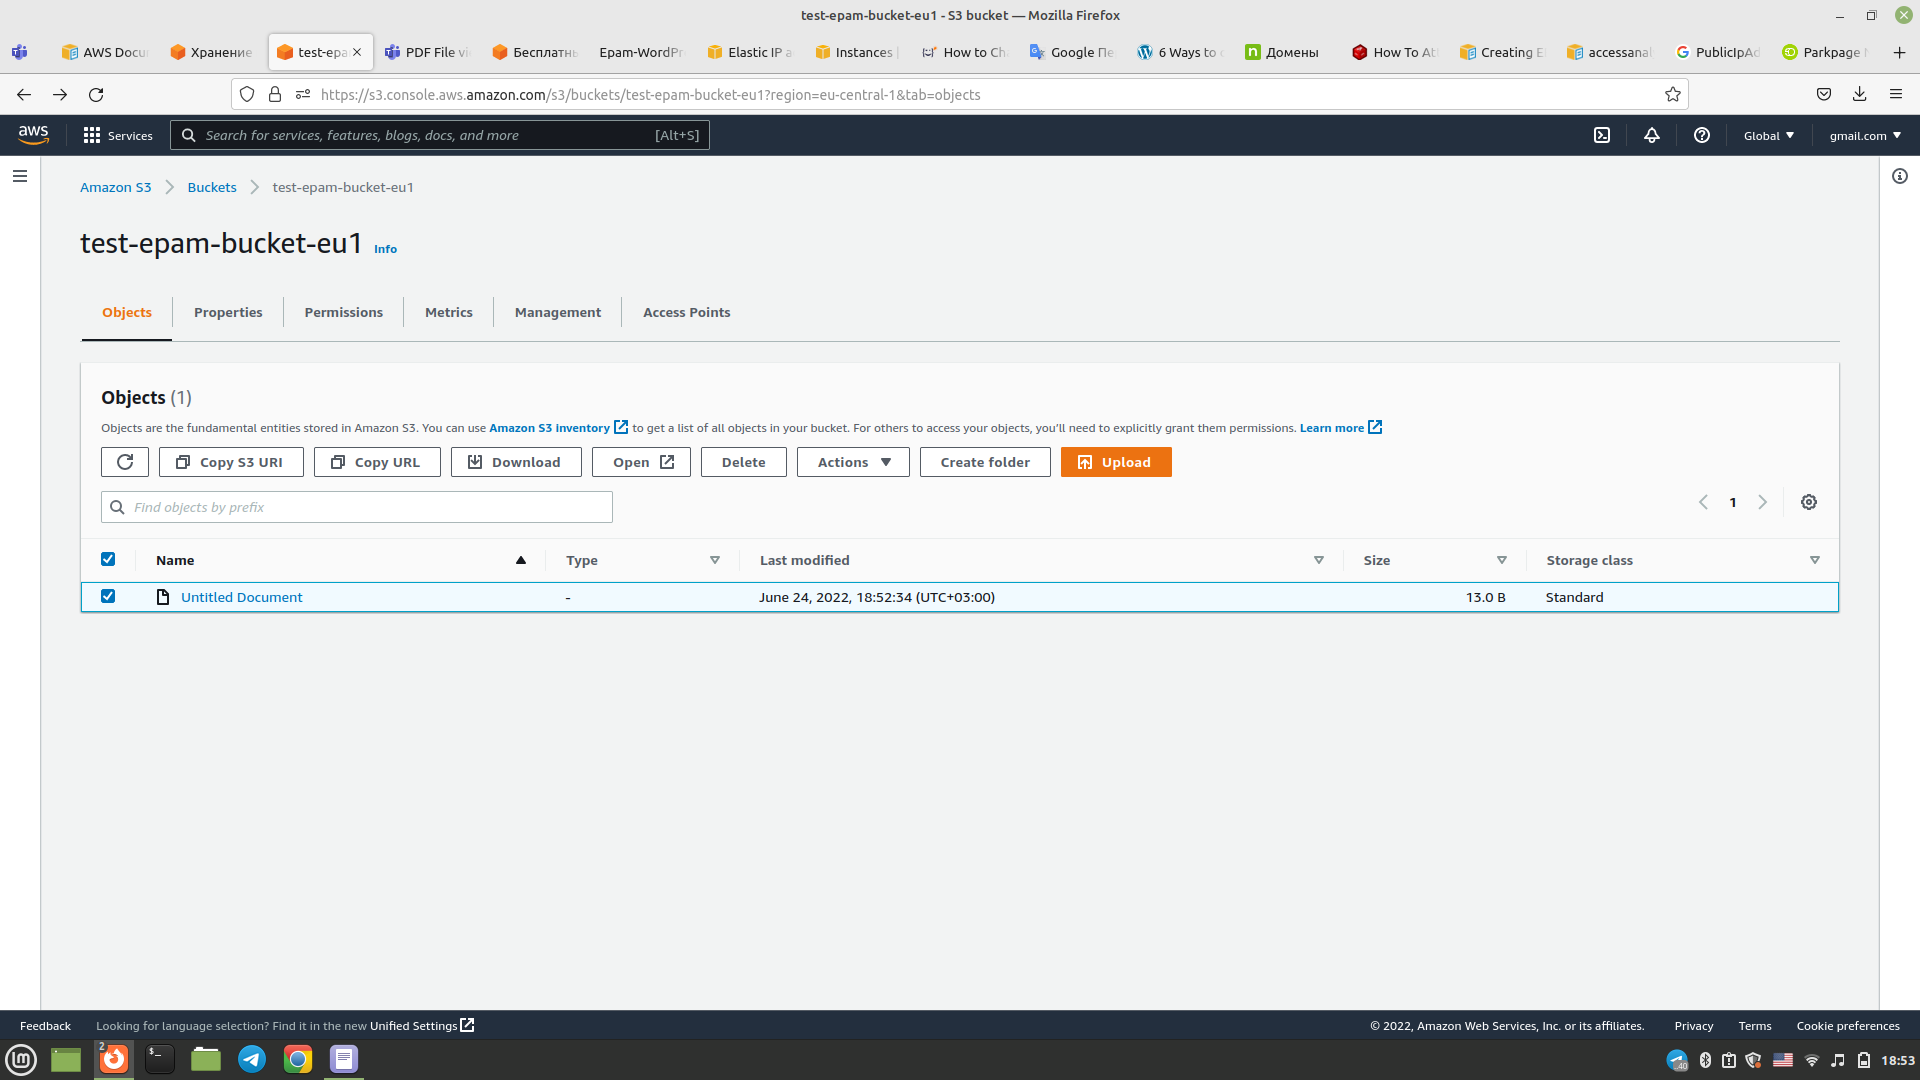 test-epam-bucket-eu1 - S3 bucket — Mozilla Firefox
AWS Docu
Хранение
test-epa
PDF File vi
Бесплатн
Epam-WordPr
Elastic IP a
Instances |
How to Ch
Google Пе
6 Ways to
Домены
How To At
Creating E
accessanal
PublicIpAd
Parkpage
https://s3.console.aws.amazon.com/s3/buckets/test-epam-bucket-eu1?region=eu-central-1&tab=objects
aws
Services
Search for services, features, blogs, docs, and more
[Alt+S]
Global
gmail.com
Amazon S3
Buckets
test-epam-bucket-eu1
test-epam-bucket-eu1 Info
Objects
Properties
Permissions
Metrics
Management
Access Points
Objects (1)
Objects are the fundamental entities stored in Amazon S3. You can use Amazon S3 inventory to get a list of all objects in your bucket. For others to access your objects, you'll need to explicitly grant them permissions. Learn more
Copy S3 URI
Copy URL
Download
Open
Delete
Actions
Create folder
Upload
Find objects by prefix
1
Name
Type
Last modified
Size
Storage class
Untitled Document
-
June 24, 2022, 18:52:34 (UTC+03:00)
13.0 B
Standard
Feedback
Looking for language selection? Find it in the new Unified Settings
© 2022, Amazon Web Services, Inc. or its affiliates.
Privacy
Terms
Cookie preferences
2
$_
40
18:53